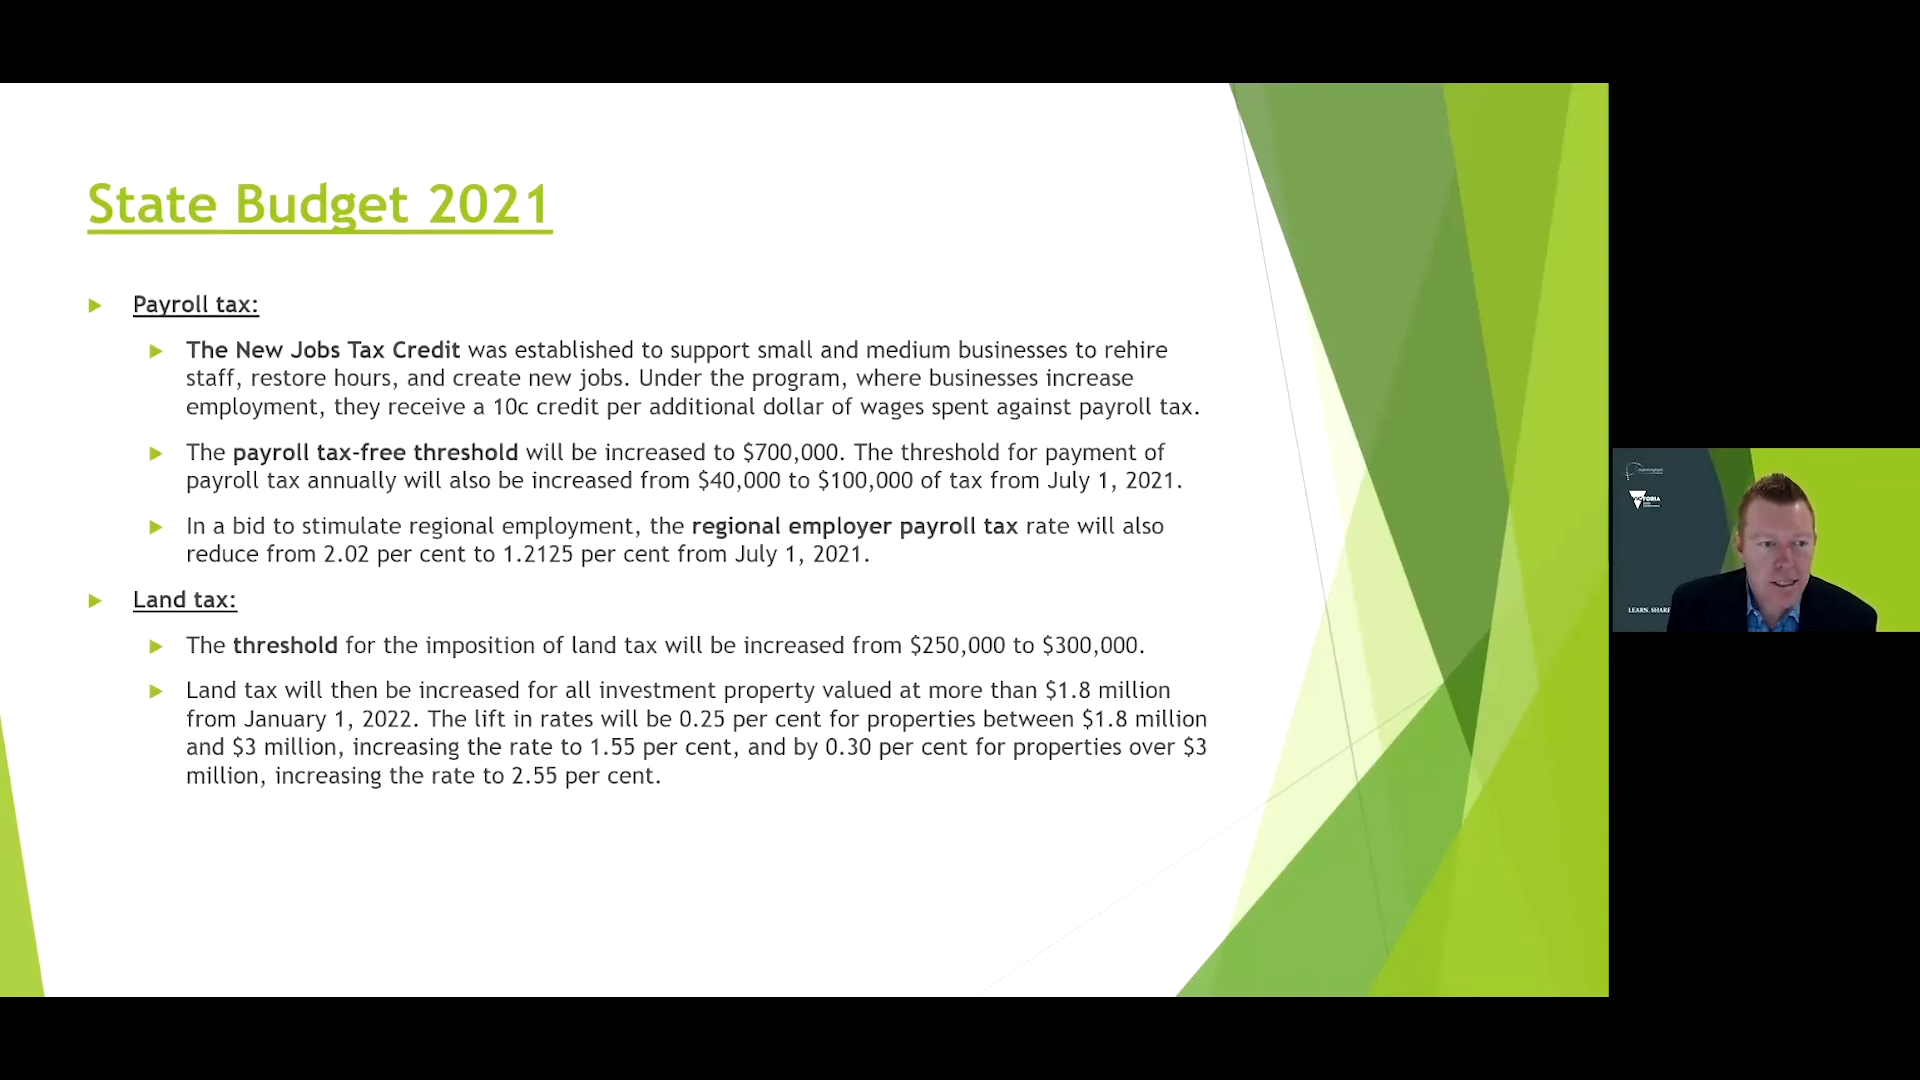 State Budget 2021
Payroll tax:
The New Jobs Tax Credit was established to support small and medium businesses to rehire
staff, restore hours, and create new jobs. Under the program, where businesses increase
employment, they receive a 10c credit per additional dollar of wages spent against payroll tax.
The payroll tax-free threshold will be increased to $700,000. The threshold for payment of
payroll tax annually will also be increased from $40,000 to $100,000 of tax from July 1, 2021.
In a bid to stimulate regional employment, the regional employer payroll tax rate will also
reduce from 2.02 per cent to 1.2125 per cent from July 1, 2021.
Land tax:
The threshold for the imposition of land tax will be increased from $250,000 to $300,000.
Land tax will then be increased for all investment property valued at more than $1.8 million
from January 1, 2022. The lift in rates will be 0.25 per cent for properties between $1.8 million
and $3 million, increasing the rate to 1.55 per cent, and by 0.30 per cent for properties over $3
million, increasing the rate to 2.55 per cent.
VICTORIA
LEARN. SHARE